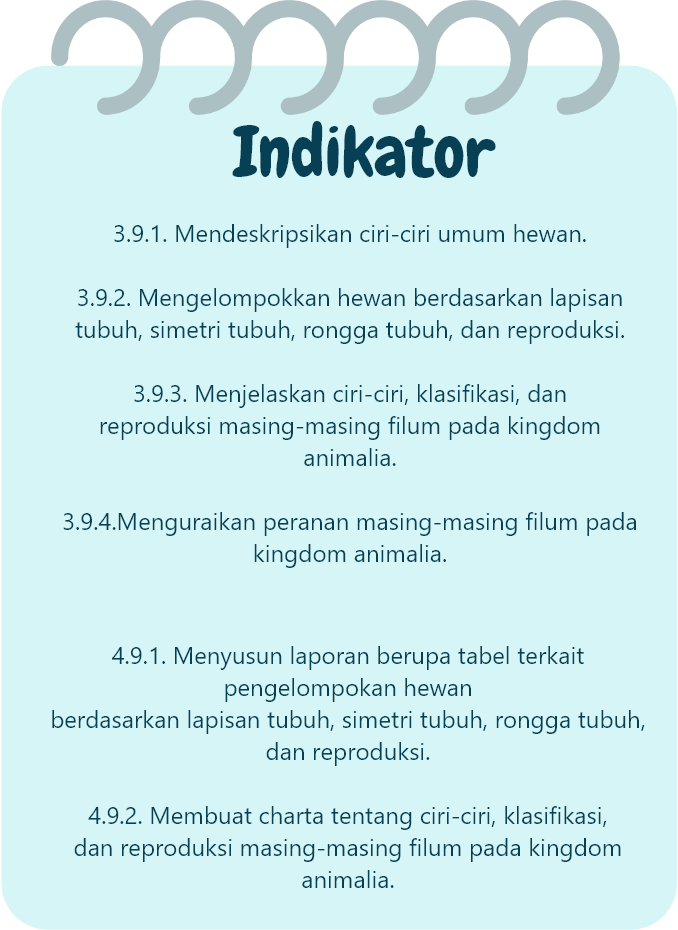 Indikator
3.9.1. Mendeskripsikan ciri-ciri umum hewan.
3.9.2. Mengelompokkan hewan berdasarkan lapisan
tubuh, simetri tubuh, rongga tubuh, dan reproduksi.
3.9.3. Menjelaskan ciri-ciri, klasifikasi, dan
reproduksi masing-masing filum pada kingdom
animalia.
3.9.4.Menguraikan peranan masing-masing filum pada
kingdom animalia.
4.9.1. Menyusun laporan berupa tabel terkait
pengelompokan hewan
berdasarkan lapisan tubuh, simetri tubuh, rongga tubuh,
dan reproduksi.
4.9.2. Membuat charta tentang ciri-ciri, klasifikasi,
dan reproduksi masing-masing filum pada kingdom
animalia.